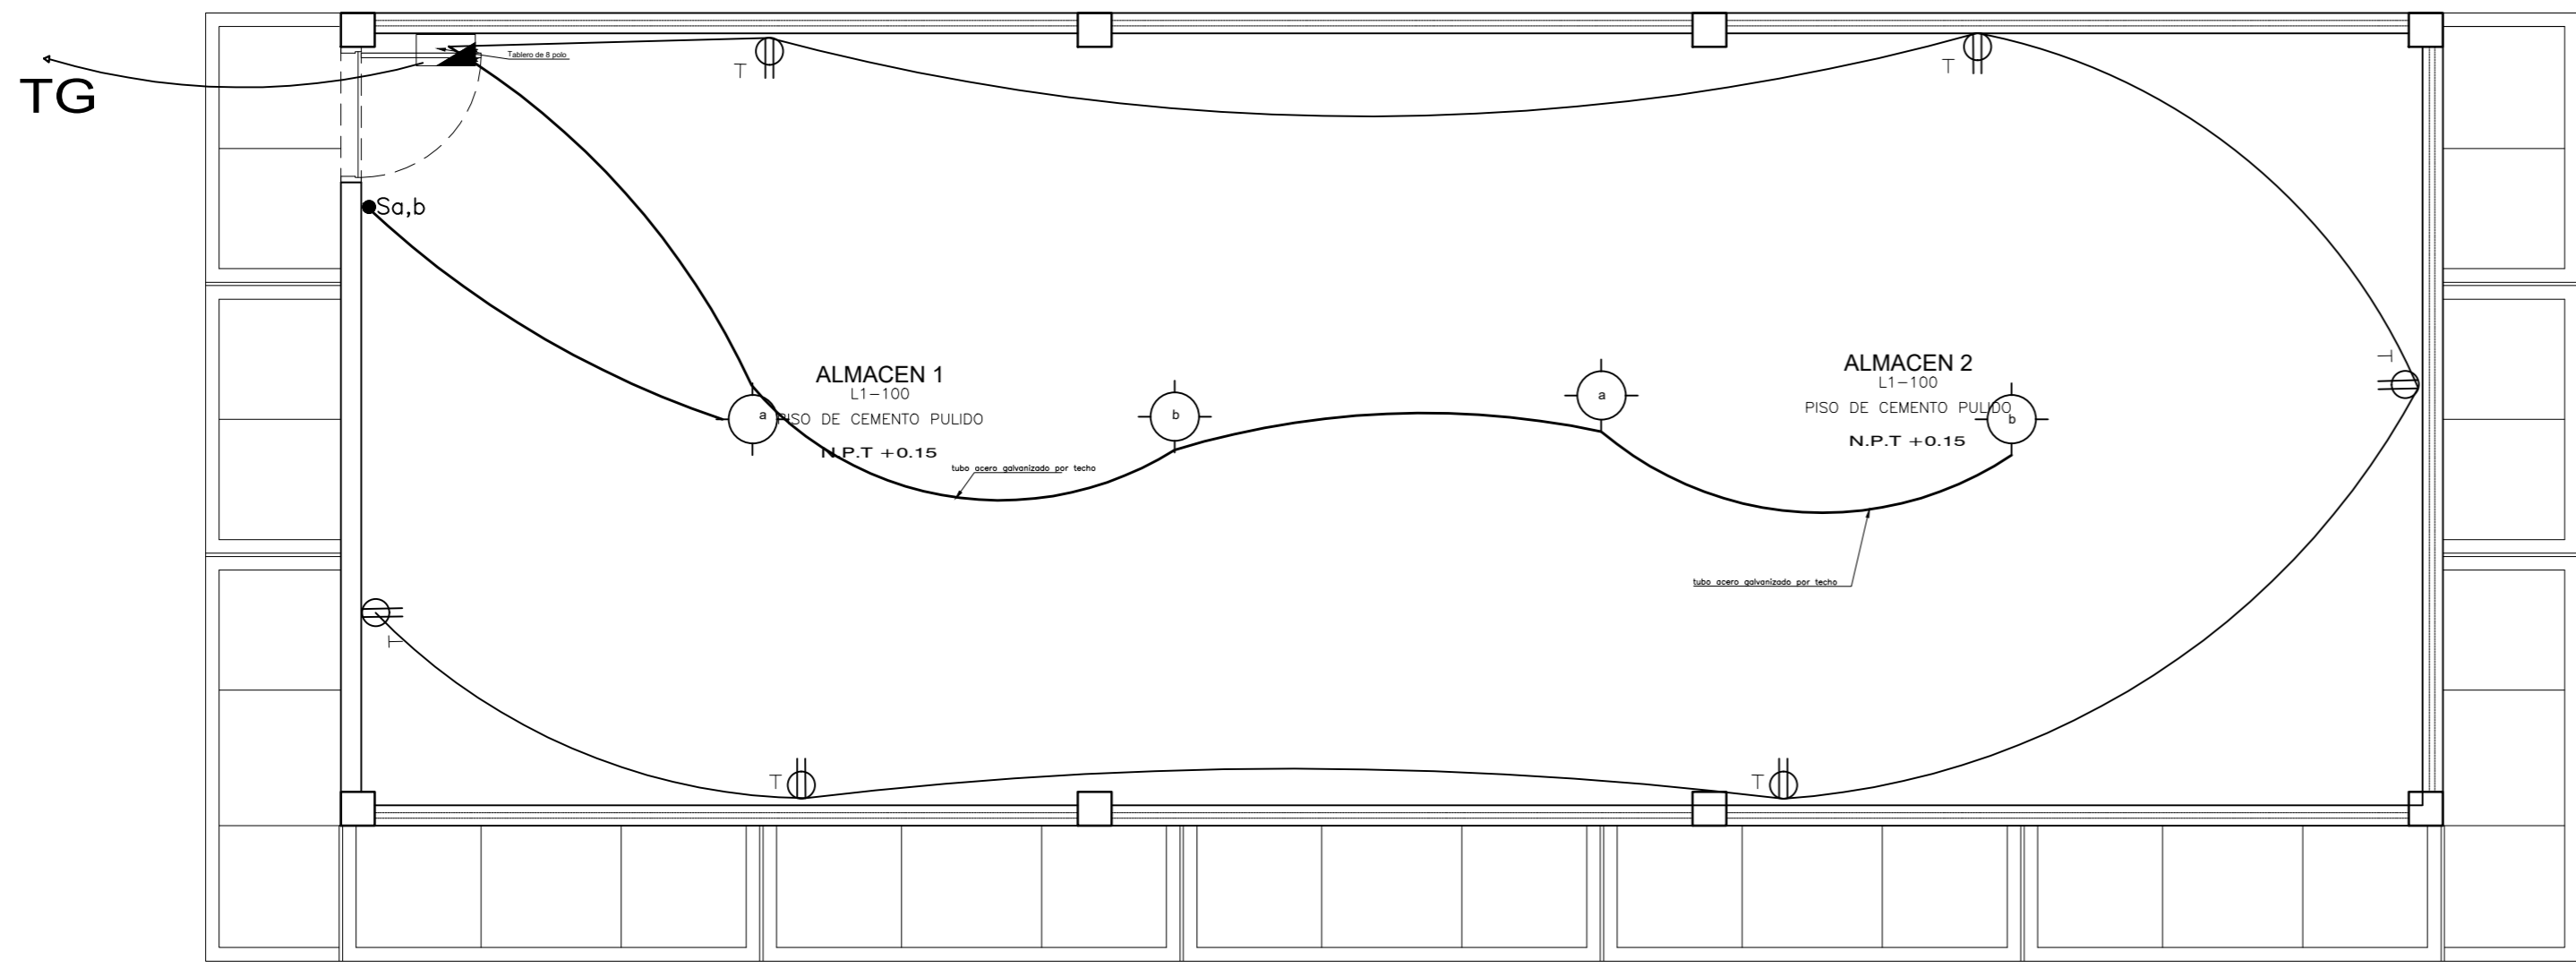 Tablero de 8 polo
TG
T
T
Sa,b
ALMACEN 1
L1-100
PISO DE CEMENTO PULIDO
N.P.T +0.15
a
b
a
b
ALMACEN 2
L1-100
PISO DE CEMENTO PULIDO
N.P.T +0.15
T
tubo acero galvanizado por techo
tubo acero galvanizado por techo
T
T
T